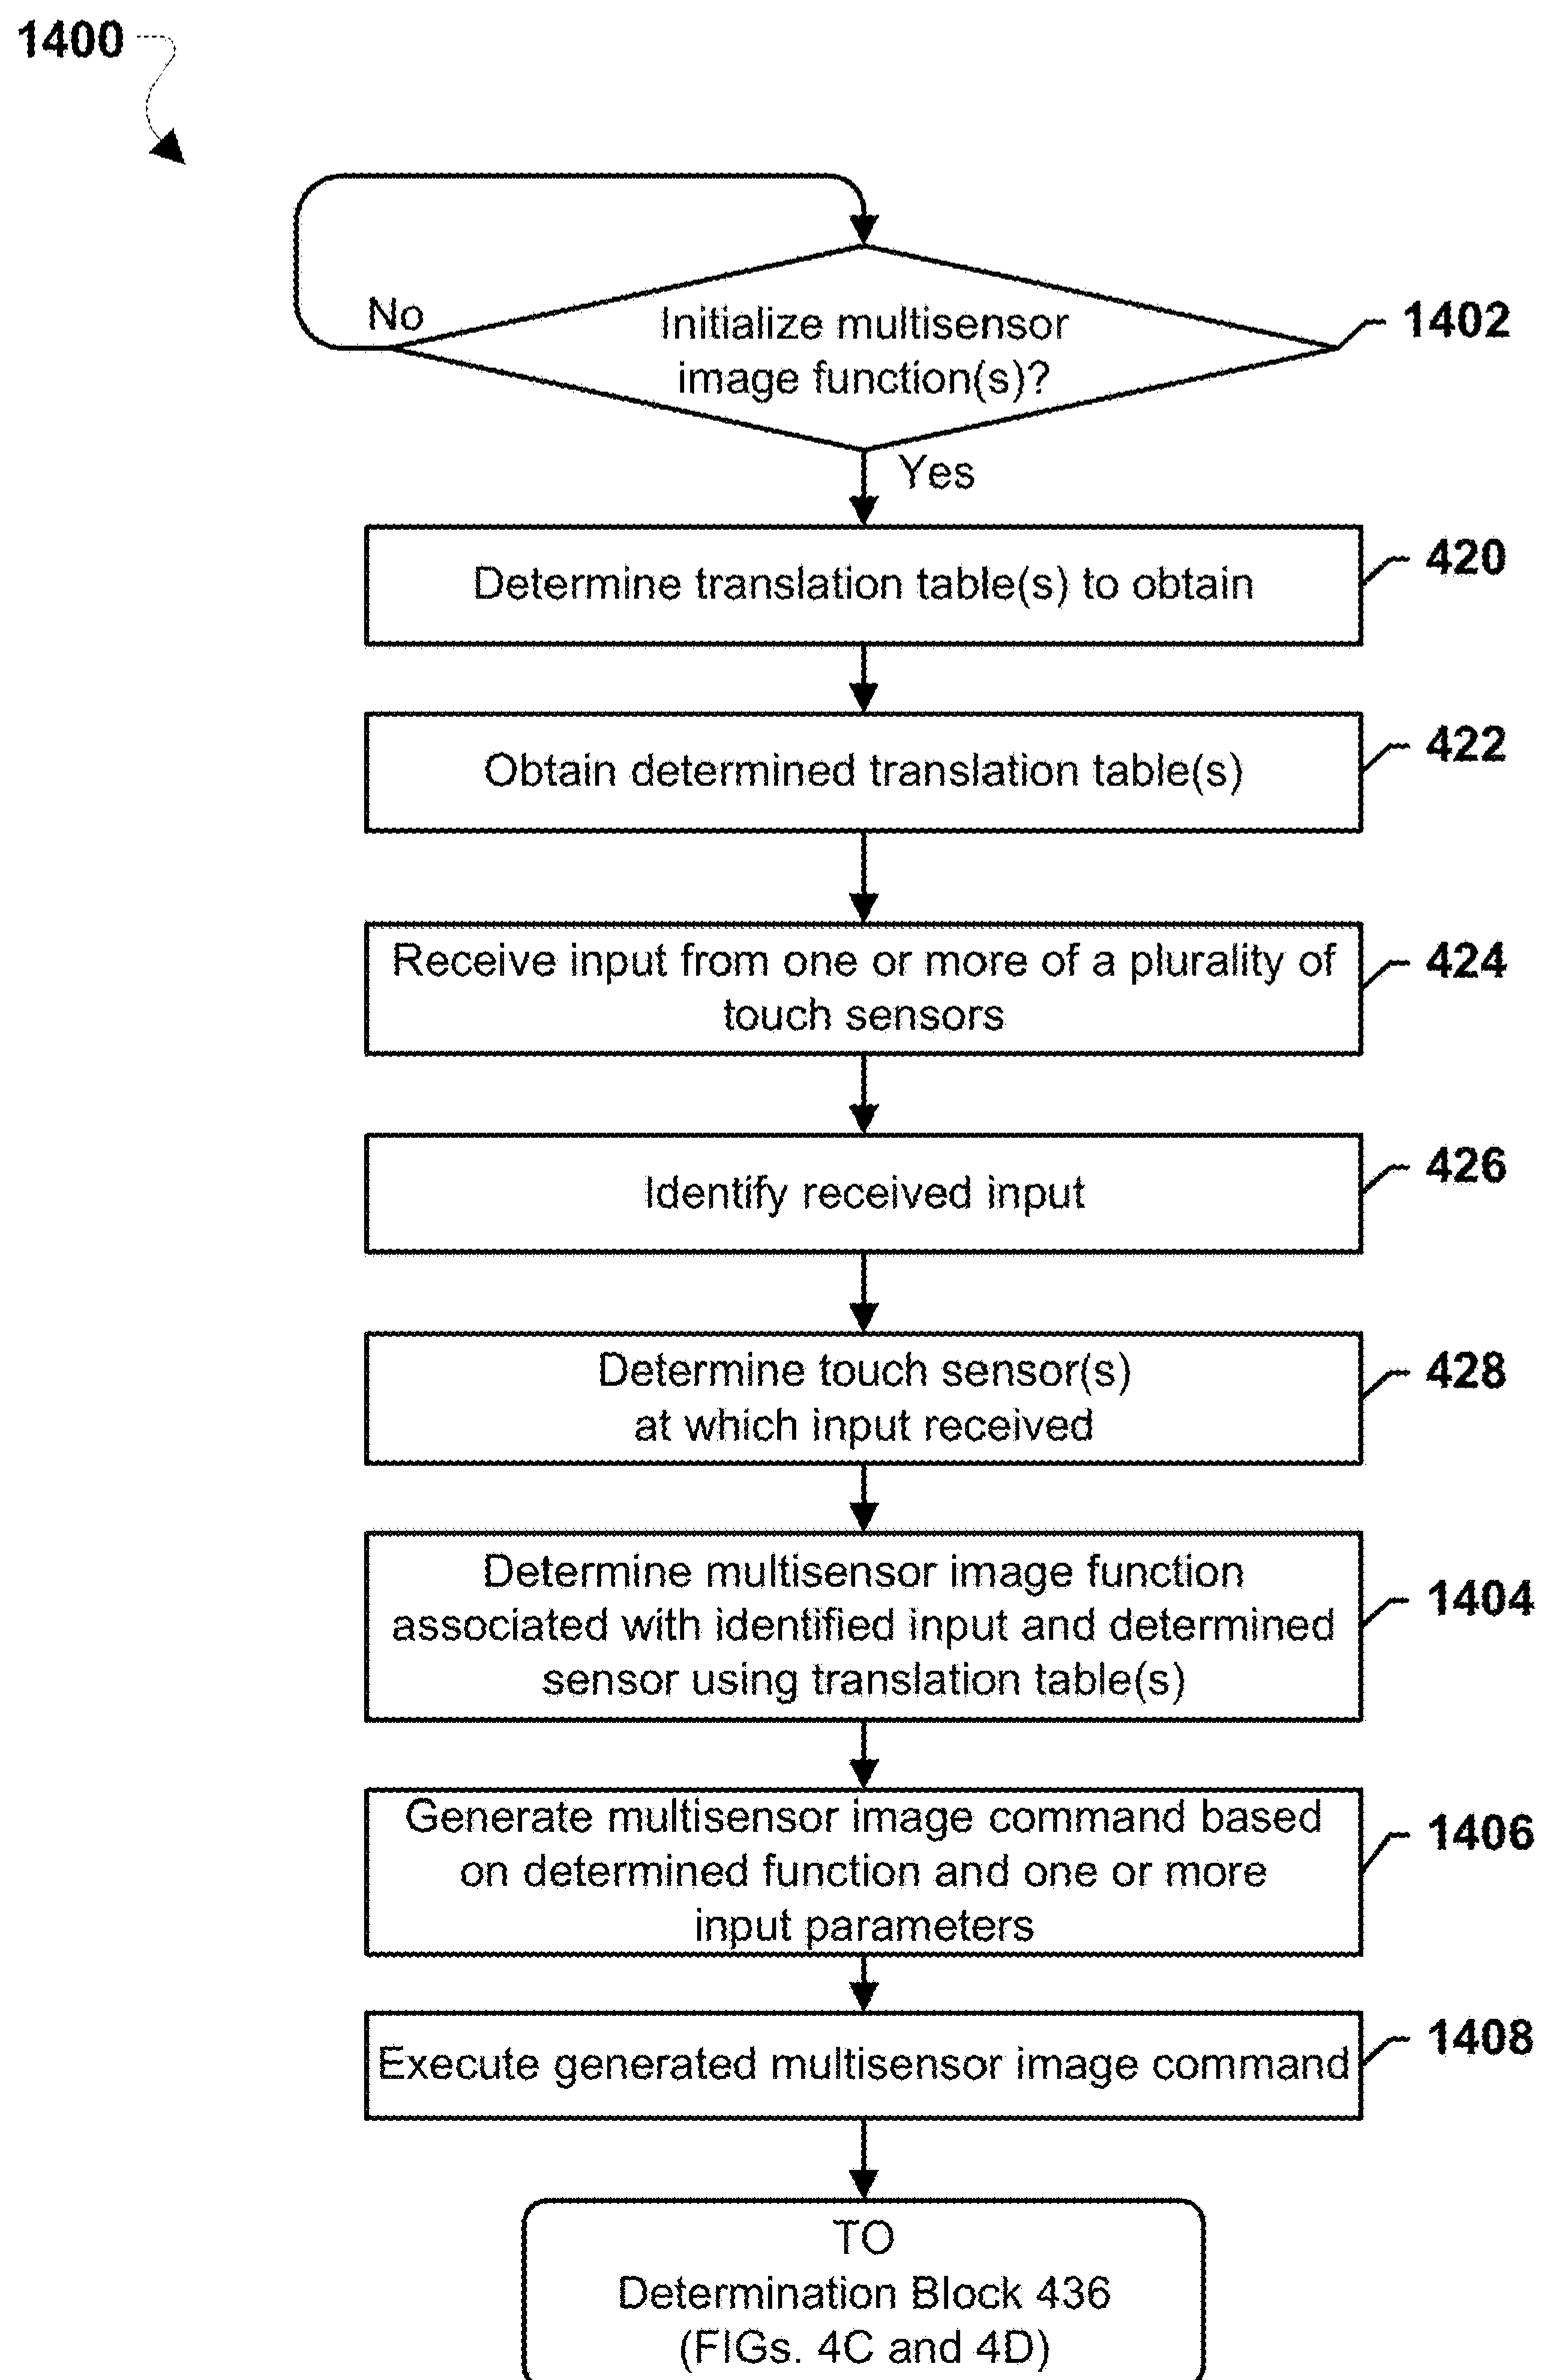 1400
No
Initialize multisensor
image function(s)?
1402
Yes
Determine translation table(s) to obtain
420
Obtain determined translation table(s)
422
Receive input from one or more of a plurality of
touch sensors
424
Identify received input
426
Determine touch sensor(s)
at which input received
428
Determine multisensor image function
associated with identified input and determined
sensor using translation table(s)
1404
Generate multisensor image command based
on determined function and one or more
input parameters
1406
Execute generated multisensor image command
1408
TO
Determination Block 436
(FIGs. 4C and 4D)